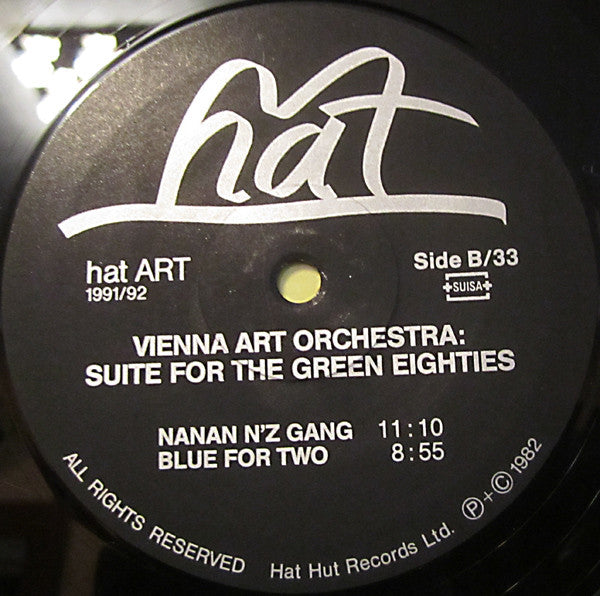 hat
hat ART
1991/92
Side B/33
SUISA
VIENNA ART ORCHESTRA:
SUITE FOR THE GREEN EIGHTIES
NANAN N'Z GANG 11:10
BLUE FOR TWO 8:55
ALL RIGHTS RESERVED Hat Hut Records Ltd. Ⓟ+© 1982